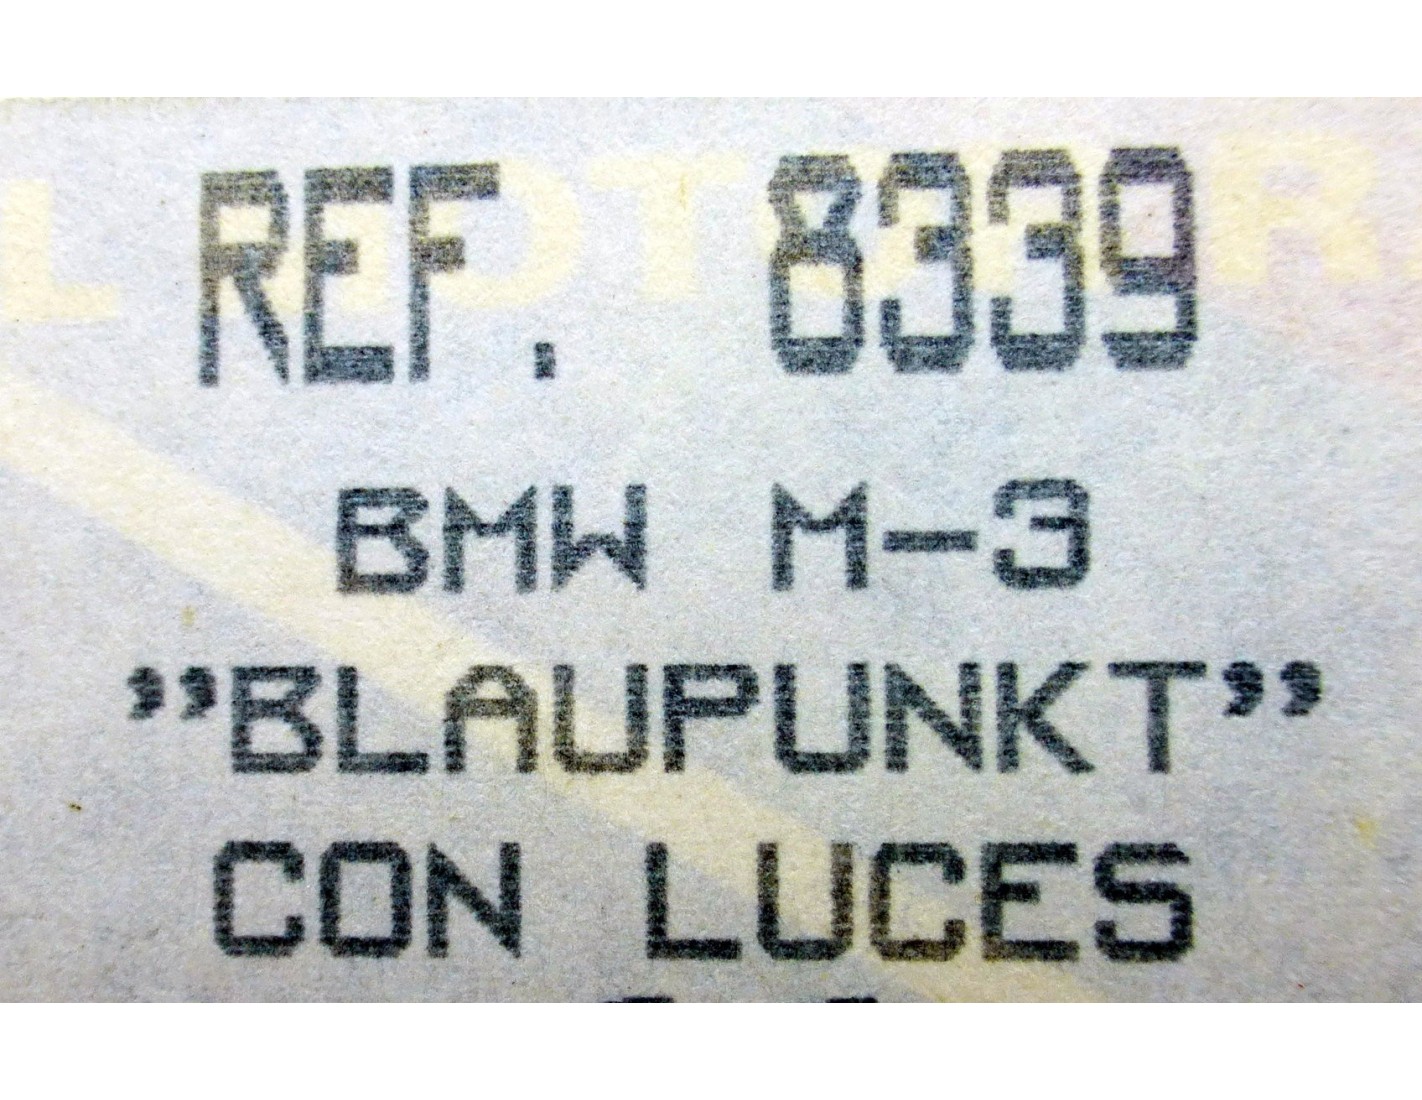 REF. 8339
BMW M-3
"BLAUPUNKT"
CON LUCES